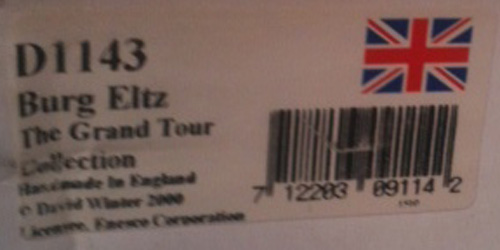 D1143
Burg Eltz
The Grand Tour
Collection
Handmade In England
© David Winter 2000
Licensee, Enesco Corporation
7 12203 09114 2